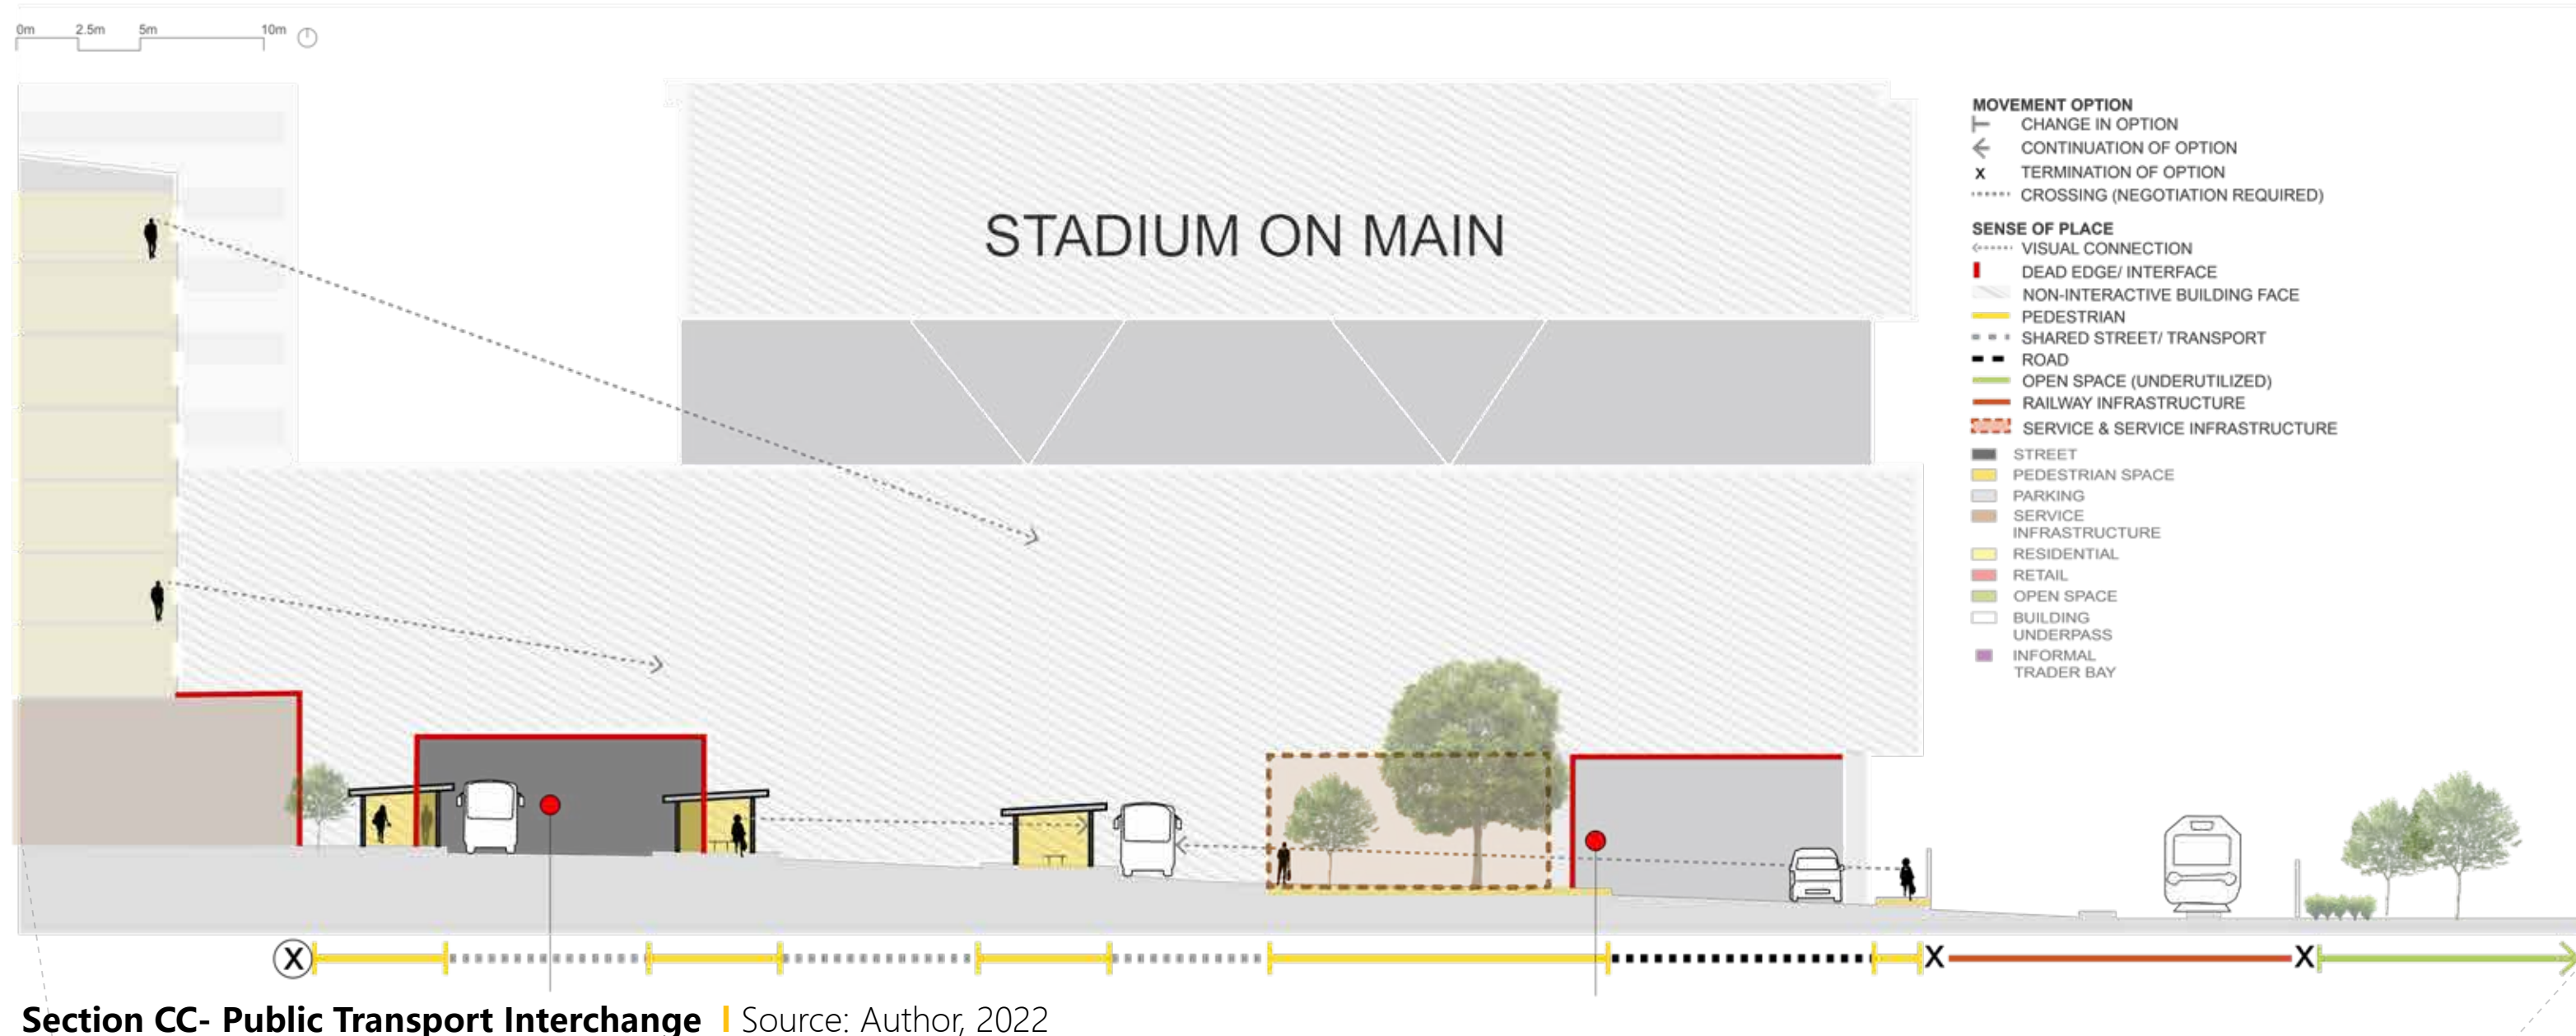 0m 2.5m 5m 10m
STADIUM ON MAIN
MOVEMENT OPTION
CHANGE IN OPTION
CONTINUATION OF OPTION
X TERMINATION OF OPTION
CROSSING (NEGOTIATION REQUIRED)
SENSE OF PLACE
VISUAL CONNECTION
DEAD EDGE/ INTERFACE
NON-INTERACTIVE BUILDING FACE
PEDESTRIAN
SHARED STREET/ TRANSPORT
ROAD
OPEN SPACE (UNDERUTILIZED)
RAILWAY INFRASTRUCTURE
SERVICE & SERVICE INFRASTRUCTURE
STREET
PEDESTRIAN SPACE
PARKING
SERVICE
INFRASTRUCTURE
RESIDENTIAL
RETAIL
OPEN SPACE
BUILDING
UNDERPASS
INFORMAL
TRADER BAY
X X X
Section CC- Public Transport Interchange | Source: Author, 2022